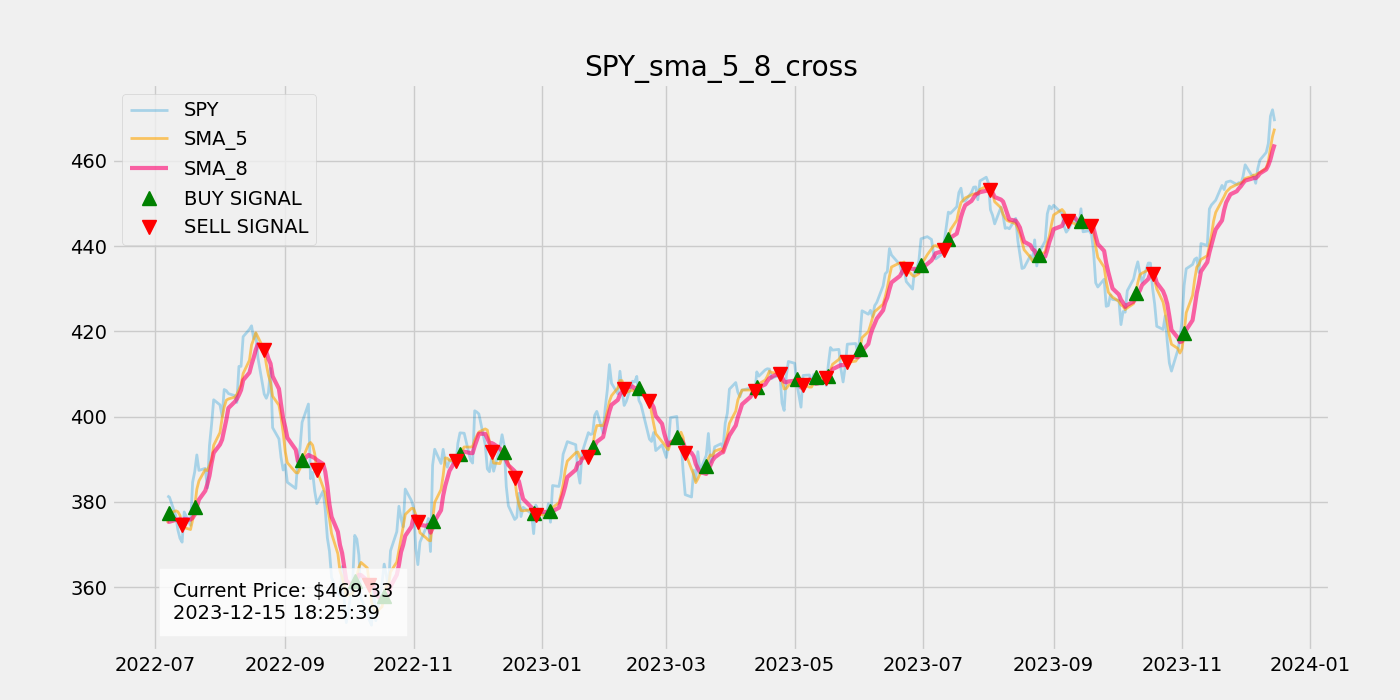 SPY_sma_5_8_cross
SPY
SMA_5
SMA_8
BUY SIGNAL
SELL SIGNAL
460
440
420
400
380
360
Current Price: $469.33
2023-12-15 18:25:39
2022-07 2022-09 2022-11 2023-01 2023-03 2023-05 2023-07 2023-09 2023-11 2024-01